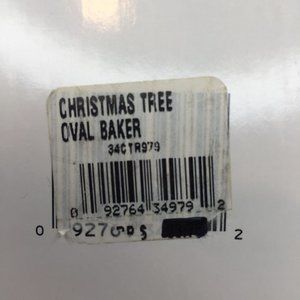 CHRISTMAS TREE
OVAL BAKER
34CTR979
0 92764 34979 2
0 2